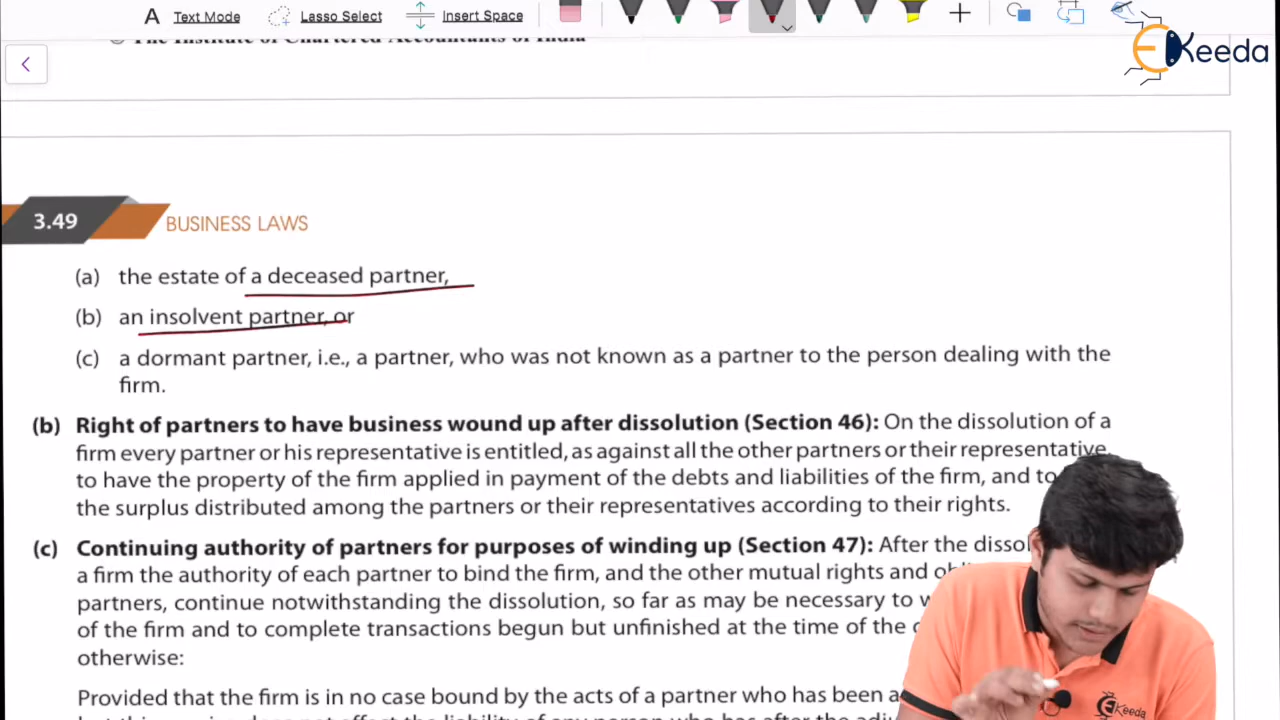 A Text Mode Lasso Select Insert Space
The Institute of Chartered Accountants of India
EKeeda
3.49 BUSINESS LAWS
(a) the estate of a deceased partner,
(b) an insolvent partner, or
(c) a dormant partner, i.e., a partner, who was not known as a partner to the person dealing with the
firm.
(b) Right of partners to have business wound up after dissolution (Section 46): On the dissolution of a
firm every partner or his representative is entitled, as against all the other partners or their representative,
to have the property of the firm applied in payment of the debts and liabilities of the firm, and to
the surplus distributed among the partners or their representatives according to their rights.
(c) Continuing authority of partners for purposes of winding up (Section 47): After the
a firm the authority of each partner to bind the firm, and the other mutual rights and
partners, continue notwithstanding the dissolution, so far as may be necessary to
of the firm and to complete transactions begun but unfinished at the time of the
otherwise:
Provided that the firm is in no case bound by the acts of a partner who has been
Keeda